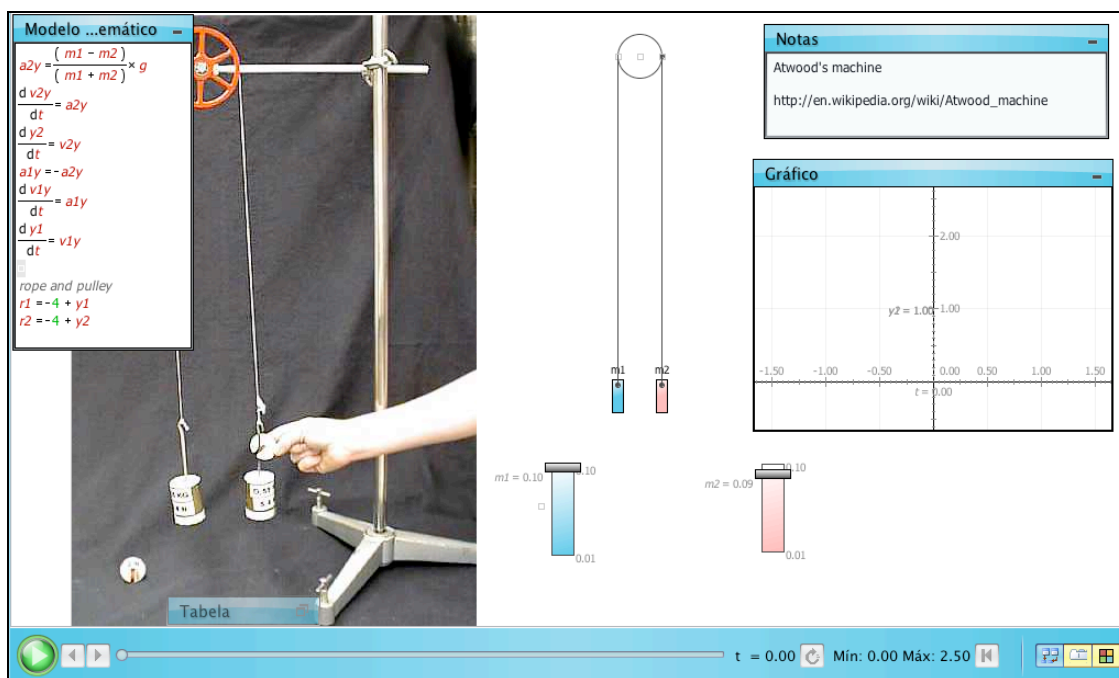 Modelo ...emático
a2y = ( m1 − m2 ) / ( m1 + m2 ) × g
d v2y / dt = a2y
d y2 / dt = v2y
a1y = -a2y
d v1y / dt = a1y
d y1 / dt = v1y
rope and pulley
r1 = -4 + y1
r2 = -4 + y2
KG
Tabela
m1 m2
m1 = 0.10 0.10
0.01
m2 = 0.09 0.10
0.01
Notas
Atwood's machine
http://en.wikipedia.org/wiki/Atwood_machine
Gráfico
2.00
y2 = 1.00 1.00
-1.50 -1.00 -0.50 0.00 0.50 1.00 1.50
t = 0.00
t = 0.00 Mín: 0.00 Máx: 2.50